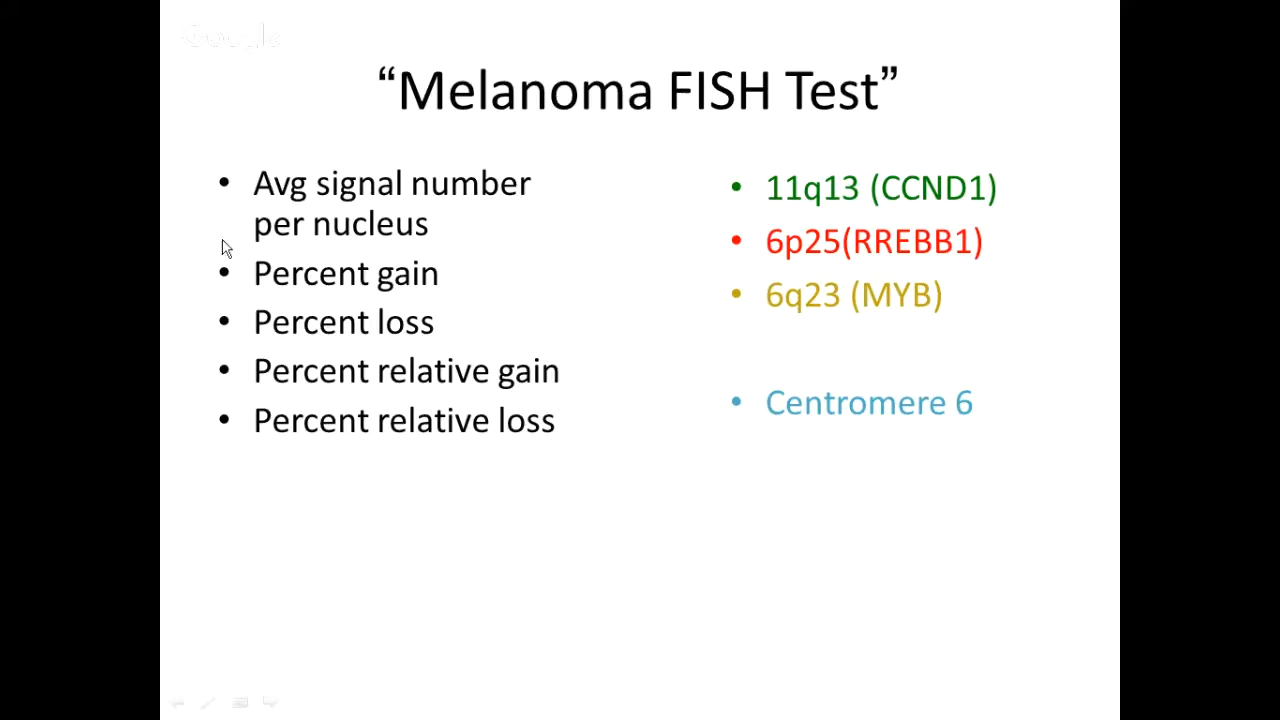 Google
“Melanoma FISH Test”
• Avg signal number
per nucleus
• Percent gain
• Percent loss
• Percent relative gain
• Percent relative loss
• 11q13 (CCND1)
• 6p25(RREBB1)
• 6q23 (MYB)
• Centromere 6